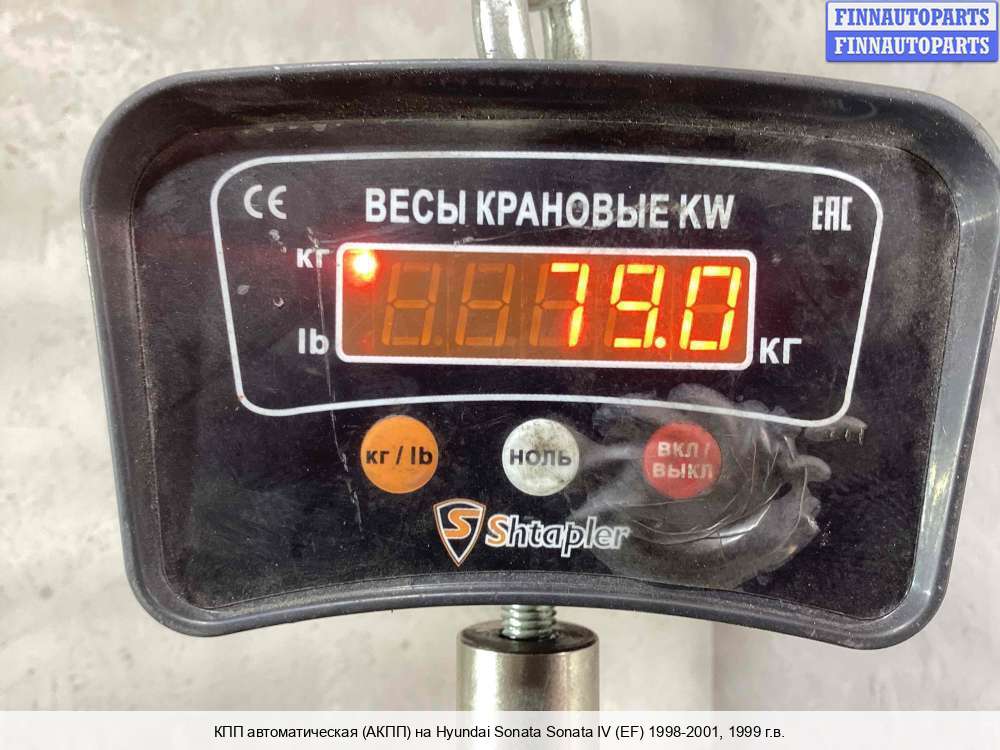 FINNAUTOPARTS
FINNAUTOPARTS
CE ВЕСЫ КРАНОВЫЕ KW EAC
кг
79.0
lb
кг
кг / lb
НОЛЬ
ВКЛ /
ВЫКЛ
S Shtapler
КПП автоматическая (АКПП) на Hyundai Sonata Sonata IV (EF) 1998-2001, 1999 г.в.